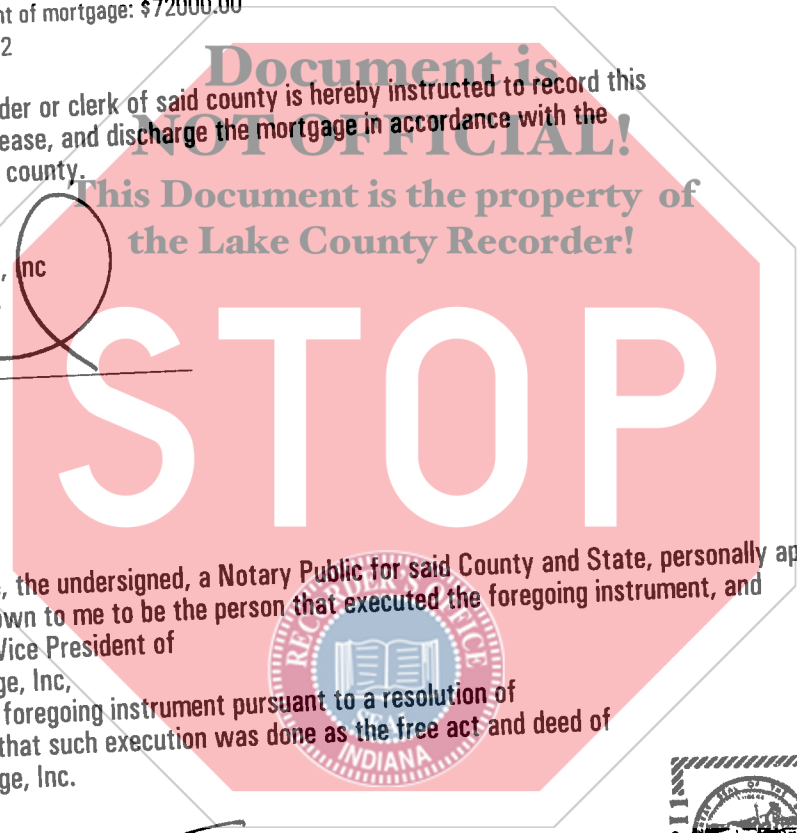 nt of mortgage: $72000.00
2
Document is
der or clerk of said county is hereby instructed to record this
ease, and discharge the mortgage in accordance with the
NOT OFFICIAL!
county.
This Document is the property of
the Lake County Recorder!
, Inc
STOP
, the undersigned, a Notary Public for said County and State, personally ap
own to me to be the person that executed the foregoing instrument, and
Vice President of
ge, Inc,
foregoing instrument pursuant to a resolution of
that such execution was done as the free act and deed of
ge, Inc.
RECORDER'S OFFICE
SEAL
INDIANA
SEAL OF THE